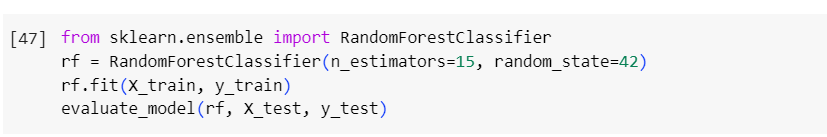 [47] from sklearn.ensemble import RandomForestClassifier
rf = RandomForestClassifier(n_estimators=15, random_state=42)
rf.fit(X_train, y_train)
evaluate_model(rf, X_test, y_test)